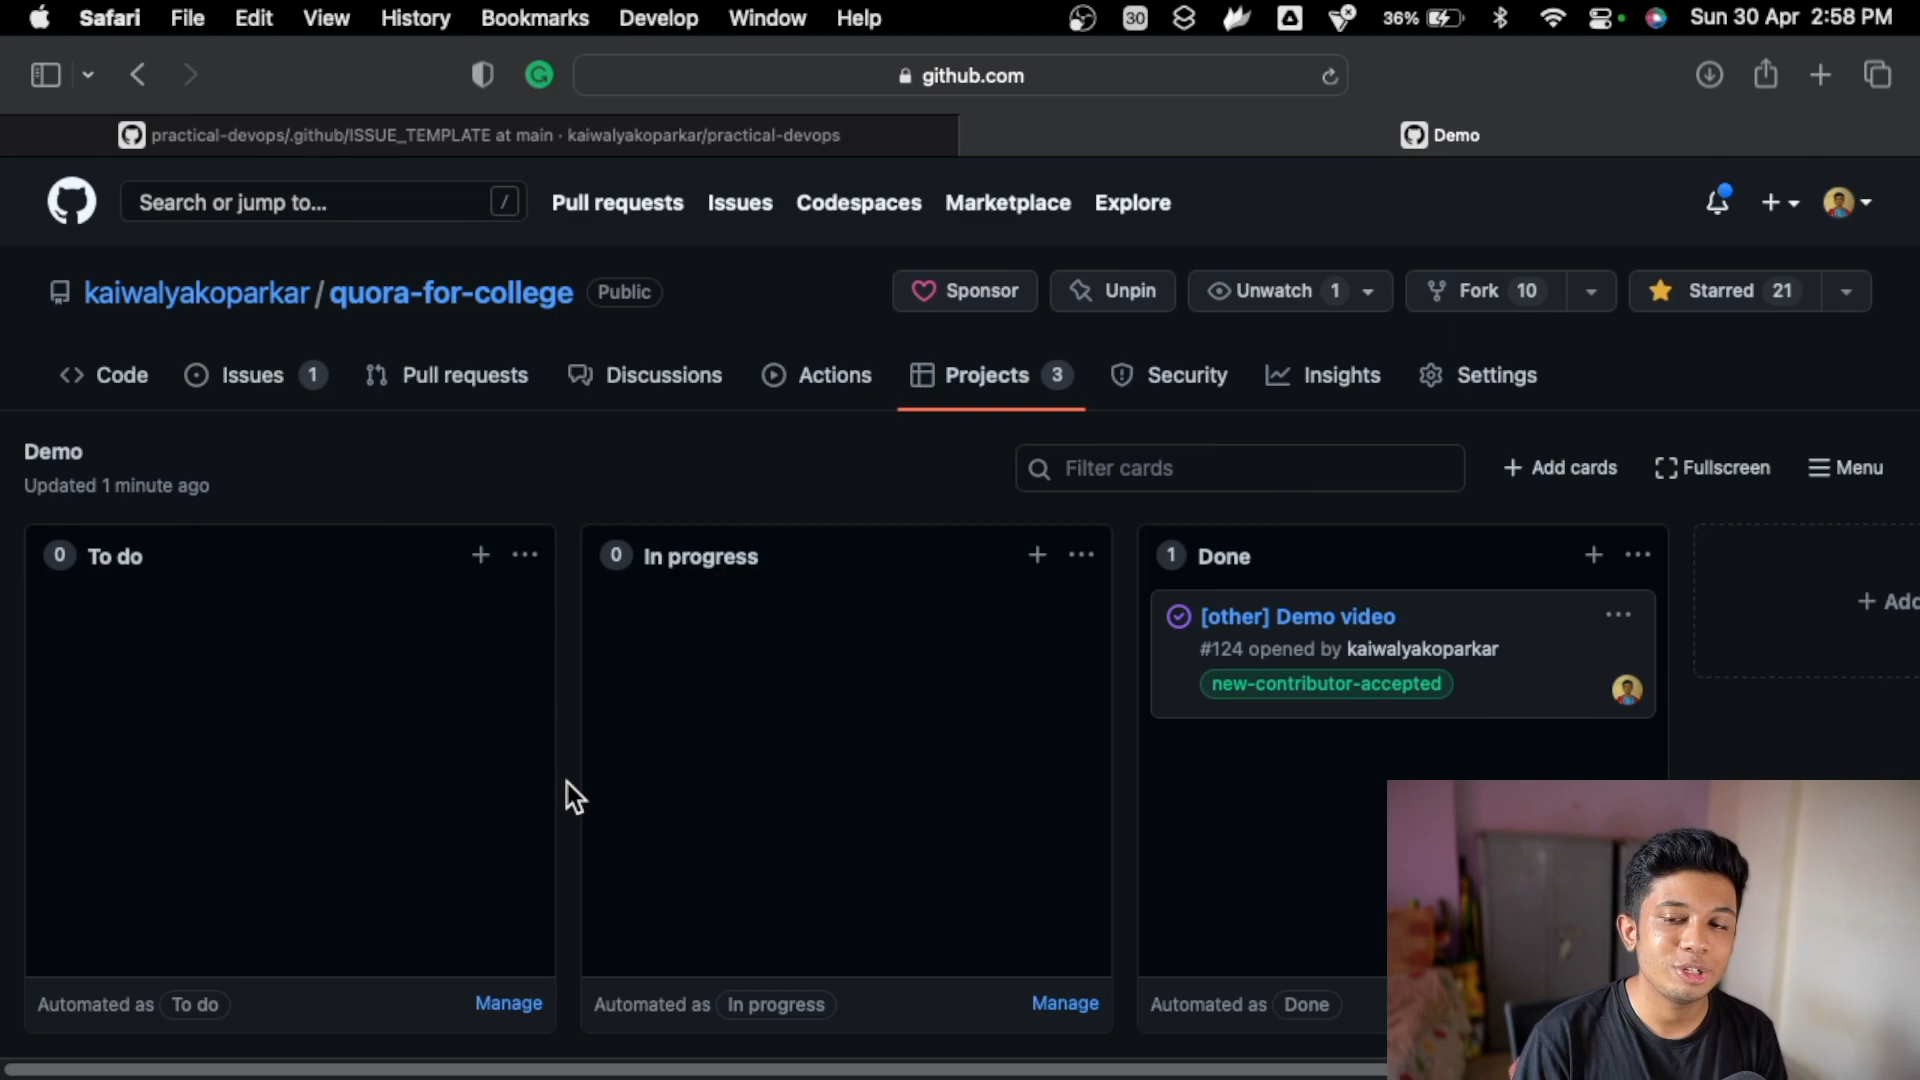 Safari File Edit View History Bookmarks Develop Window Help 30 36% Sun 30 Apr 2:58 PM
github.com
practical-devops/.github/ISSUE_TEMPLATE at main · kaiwalyakoparkar/practical-devops
Demo
Search or jump to... / Pull requests Issues Codespaces Marketplace Explore
kaiwalyakoparkar / quora-for-college Public
Sponsor Unpin Unwatch 1 Fork 10 Starred 21
Code Issues 1 Pull requests Discussions Actions Projects 3 Security Insights Settings
Demo
Updated 1 minute ago
Filter cards
+ Add cards Fullscreen Menu
0 To do
0 In progress
1 Done
[other] Demo video
#124 opened by kaiwalyakoparkar
new-contributor-accepted
+ Add
Automated as To do Manage
Automated as In progress Manage
Automated as Done